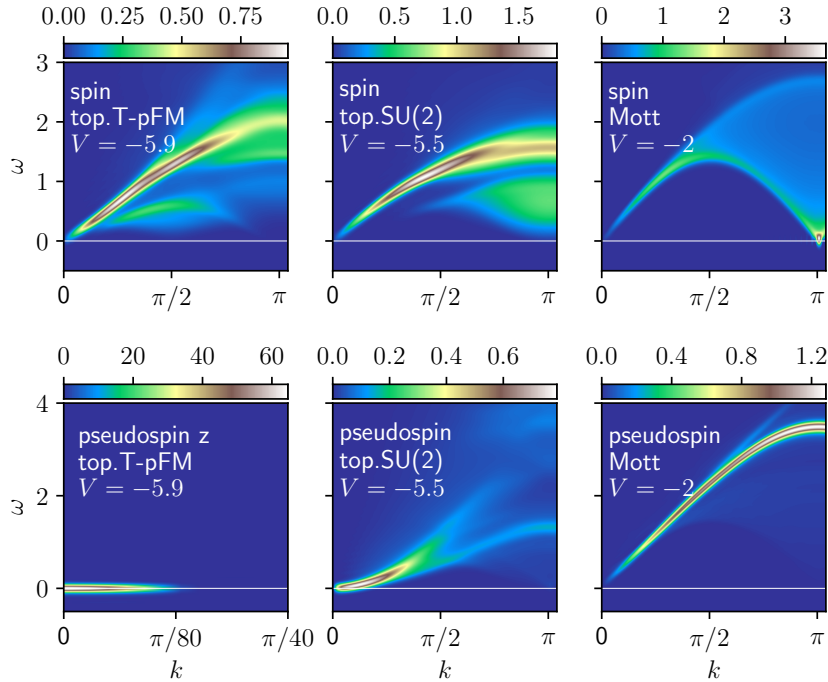 0.00 0.25 0.50 0.75
0.0 0.5 1.0 1.5
0 1 2 3
3
2
1
0
ω
spin
top.T-pFM
V = −5.9
spin
top.SU(2)
V = −5.5
spin
Mott
V = −2
0 π/2 π
0 π/2 π
0 π/2 π
0 20 40 60
0.0 0.2 0.4 0.6
0.0 0.4 0.8 1.2
4
2
0
ω
pseudospin z
top.T-pFM
V = −5.9
pseudospin
top.SU(2)
V = −5.5
pseudospin
Mott
V = −2
0 π/80 π/40
0 π/2 π
0 π/2 π
k
k
k